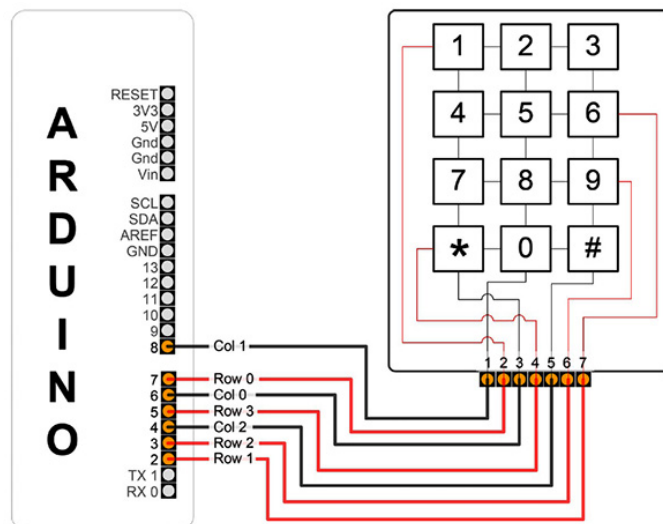 ARDUINO
RESET
3V3
5V
Gnd
Gnd
Vin
SCL
SDA
AREF
GND
13
12
11
10
9
8 Col 1
7 Row 0
6 Col 0
5 Row 3
4 Col 2
3 Row 2
2 Row 1
TX 1
RX 0
1 2 3
4 5 6
7 8 9
* 0 #
1 2 3 4 5 6 7